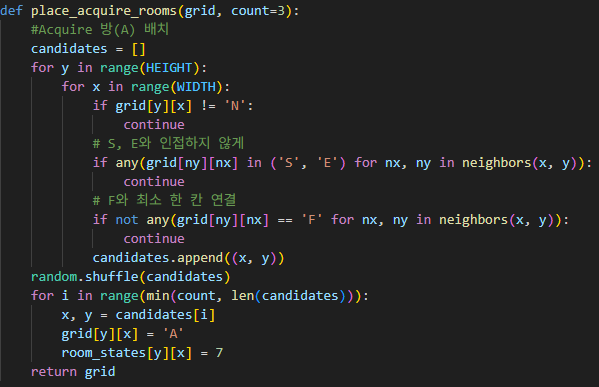 def place_acquire_rooms(grid, count=3):
    #Acquire 방(A) 배치
    candidates = []
    for y in range(HEIGHT):
        for x in range(WIDTH):
            if grid[y][x] != 'N':
                continue
            # S, E와 인접하지 않게
            if any(grid[ny][nx] in ('S', 'E') for nx, ny in neighbors(x, y)):
                continue
            # F와 최소 한 칸 연결
            if not any(grid[ny][nx] == 'F' for nx, ny in neighbors(x, y)):
                continue
            candidates.append((x, y))
    random.shuffle(candidates)
    for i in range(min(count, len(candidates))):
        x, y = candidates[i]
        grid[y][x] = 'A'
        room_states[y][x] = 7
    return grid